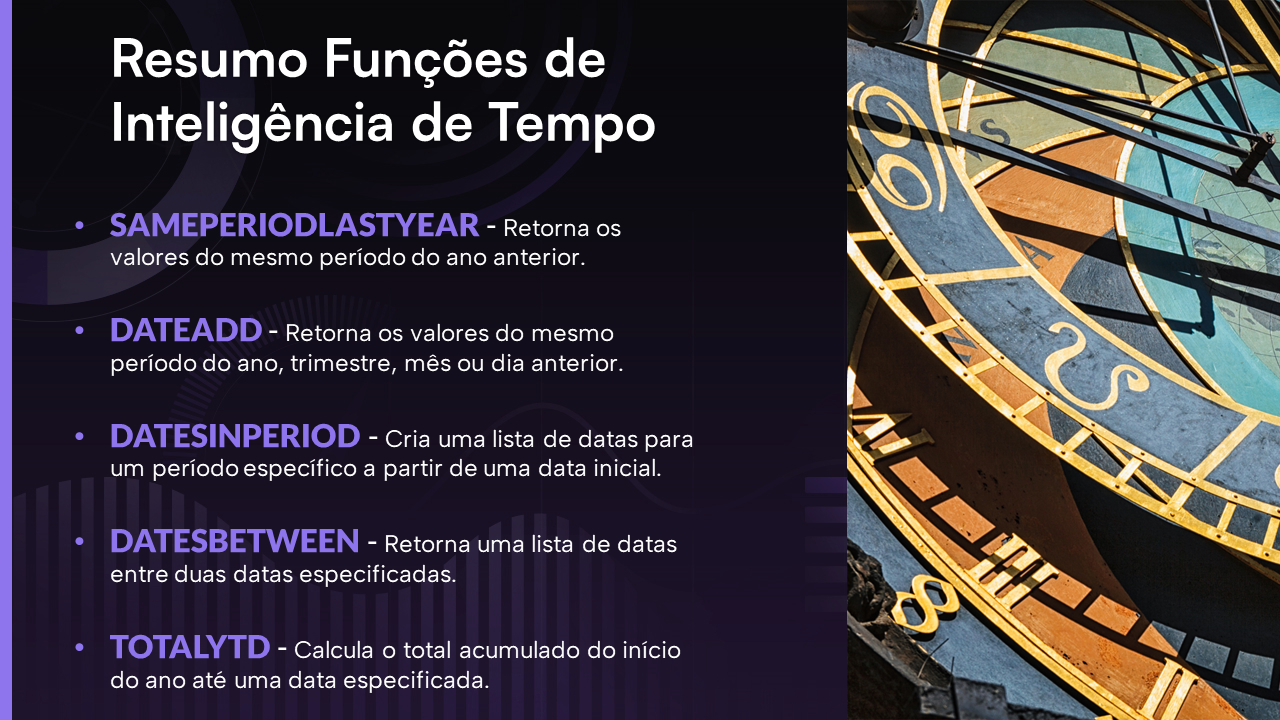 Resumo Funções de
Inteligência de Tempo
• SAMEPERIODLASTYEAR - Retorna os
valores do mesmo período do ano anterior.
• DATEADD - Retorna os valores do mesmo
período do ano, trimestre, mês ou dia anterior.
• DATESINPERIOD - Cria uma lista de datas para
um período específico a partir de uma data inicial.
• DATESBETWEEN - Retorna uma lista de datas
entre duas datas especificadas.
• TOTALYTD - Calcula o total acumulado do início
do ano até uma data especificada.